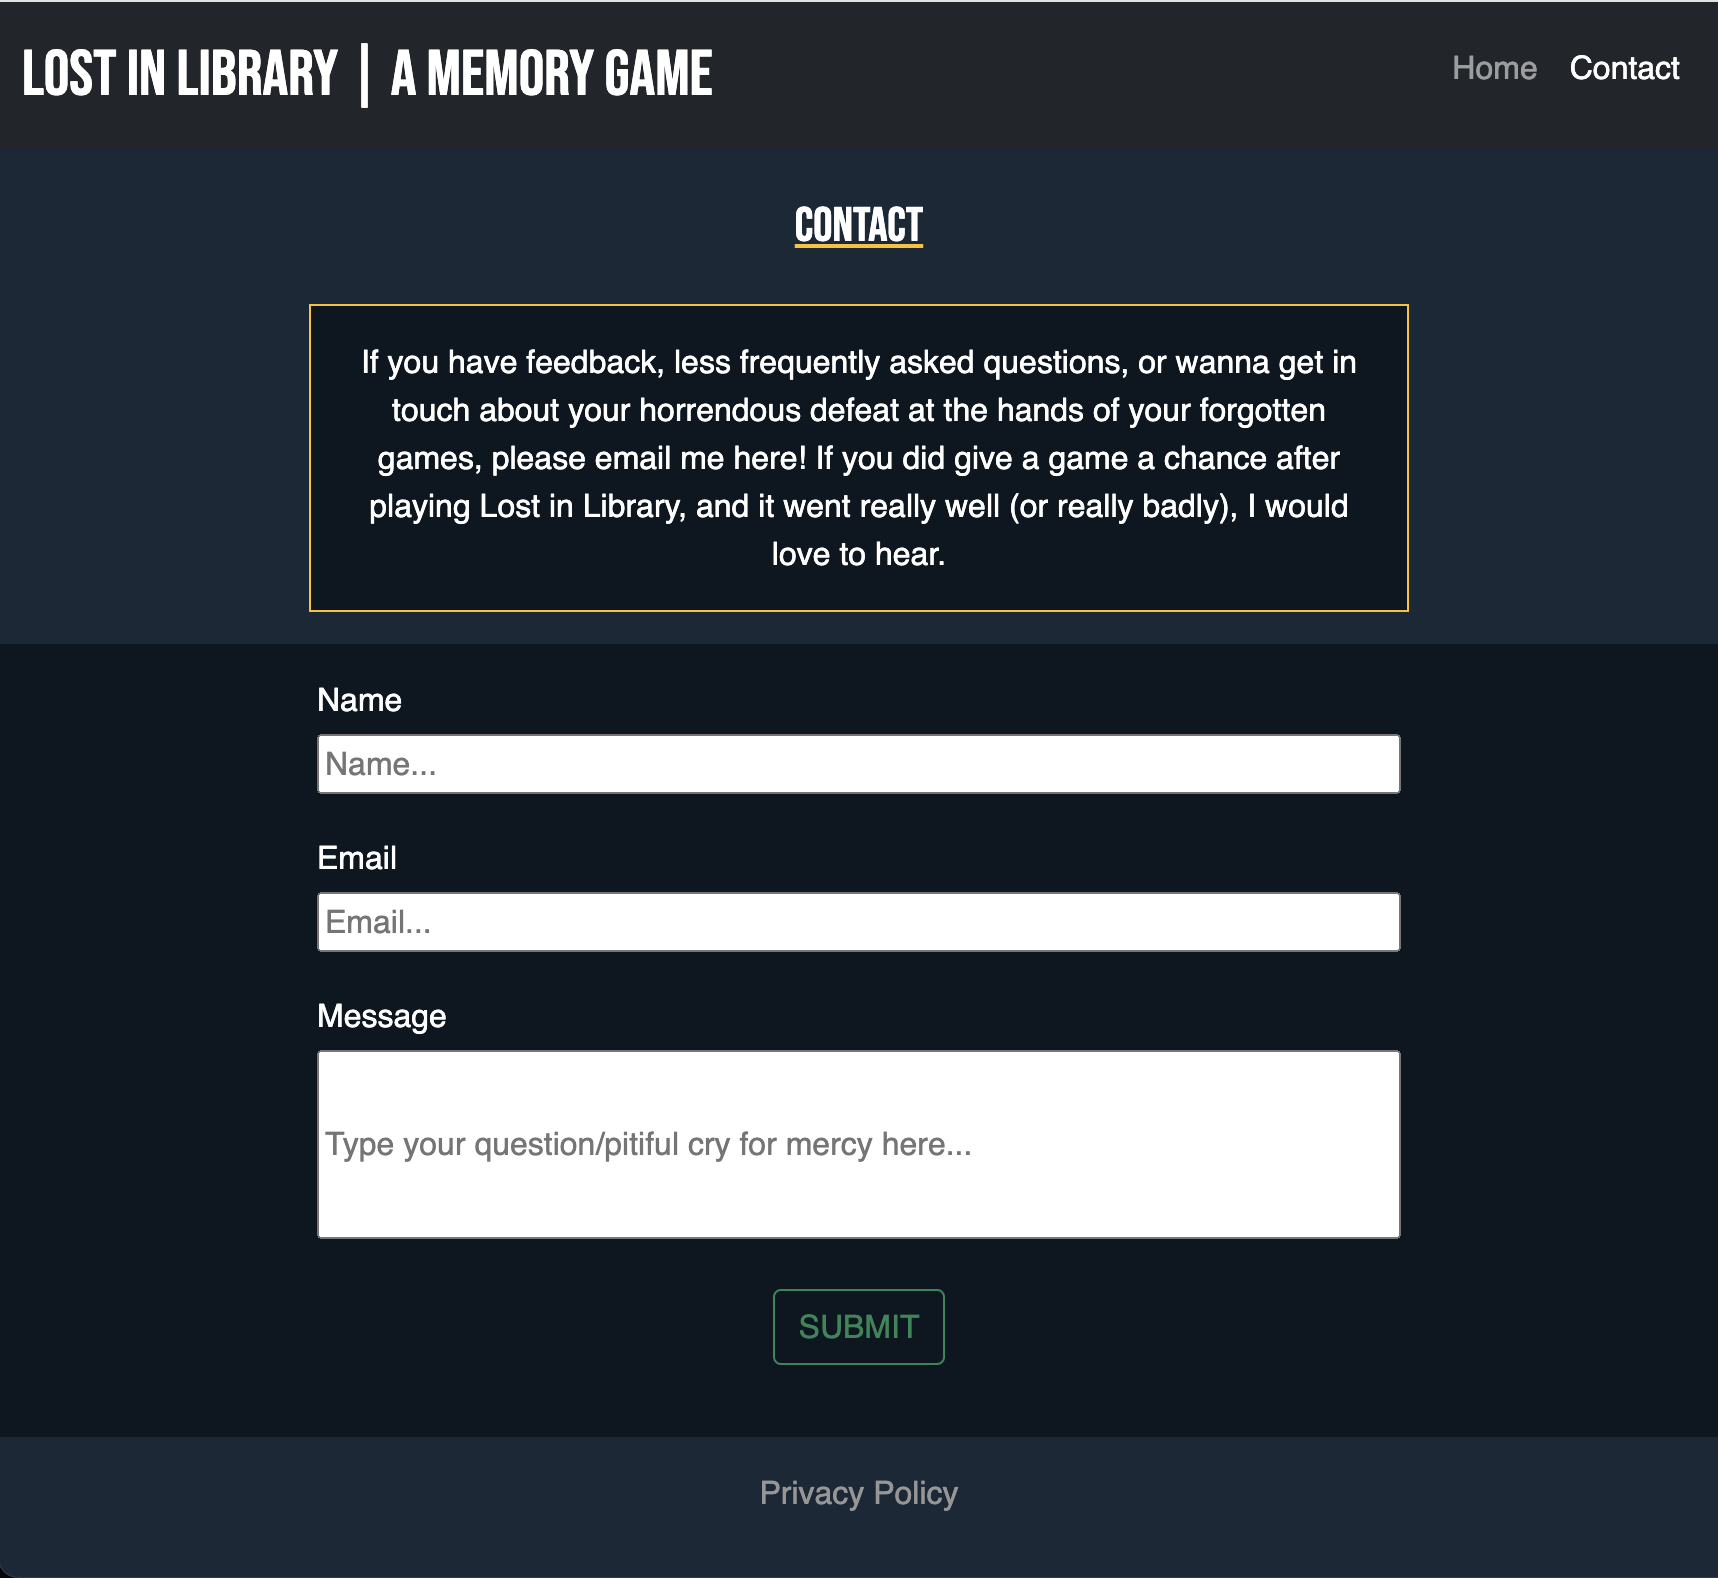 LOST IN LIBRARY | A MEMORY GAME
Home Contact
CONTACT
If you have feedback, less frequently asked questions, or wanna get in
touch about your horrendous defeat at the hands of your forgotten
games, please email me here! If you did give a game a chance after
playing Lost in Library, and it went really well (or really badly), I would
love to hear.
Name
Name...
Email
Email...
Message
Type your question/pitiful cry for mercy here...
SUBMIT
Privacy Policy